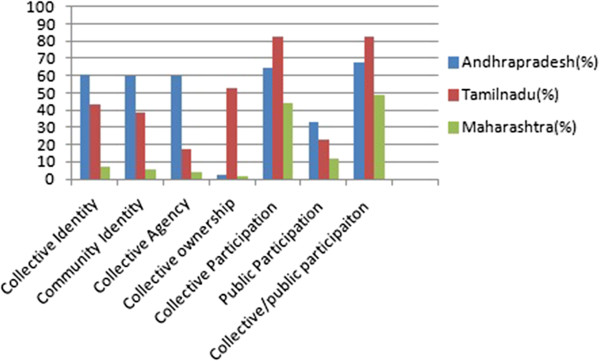 100
90
80
70
60
50
40
30
20
10
0
Collective Identity
Community Identity
Collective Agency
Collective ownership
Collective Participation
Public Participation
Collective/public participaiton
Andhrapradesh(%)
Tamilnadu(%)
Maharashtra(%)